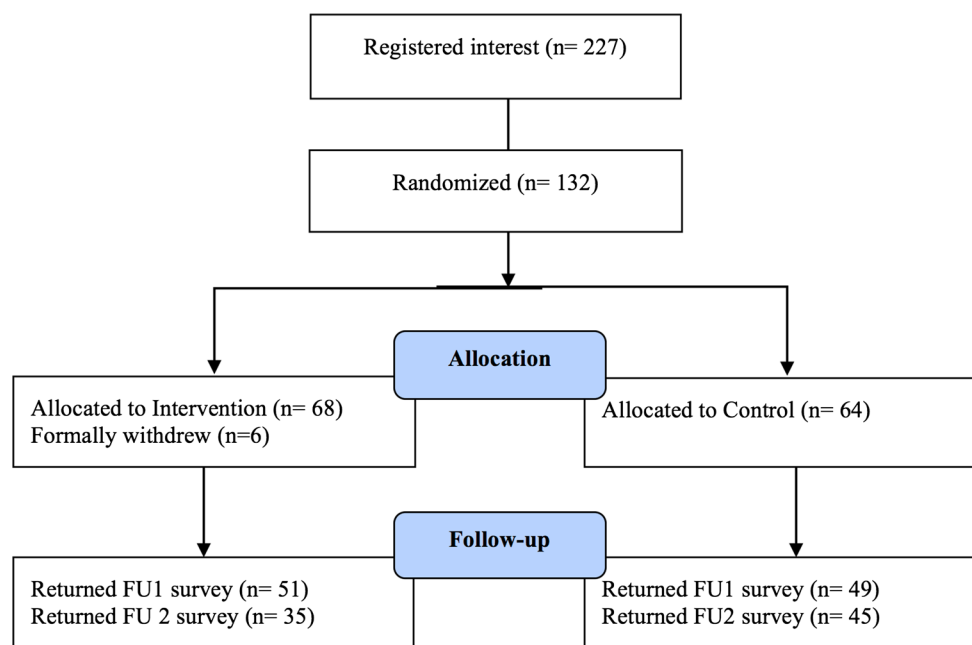 Registered interest (n= 227)
Randomized (n= 132)
Allocation
Allocated to Intervention (n= 68)
Formally withdrew (n=6)
Allocated to Control (n= 64)
Follow-up
Returned FU1 survey (n= 51)
Returned FU 2 survey (n= 35)
Returned FU1 survey (n= 49)
Returned FU2 survey (n= 45)